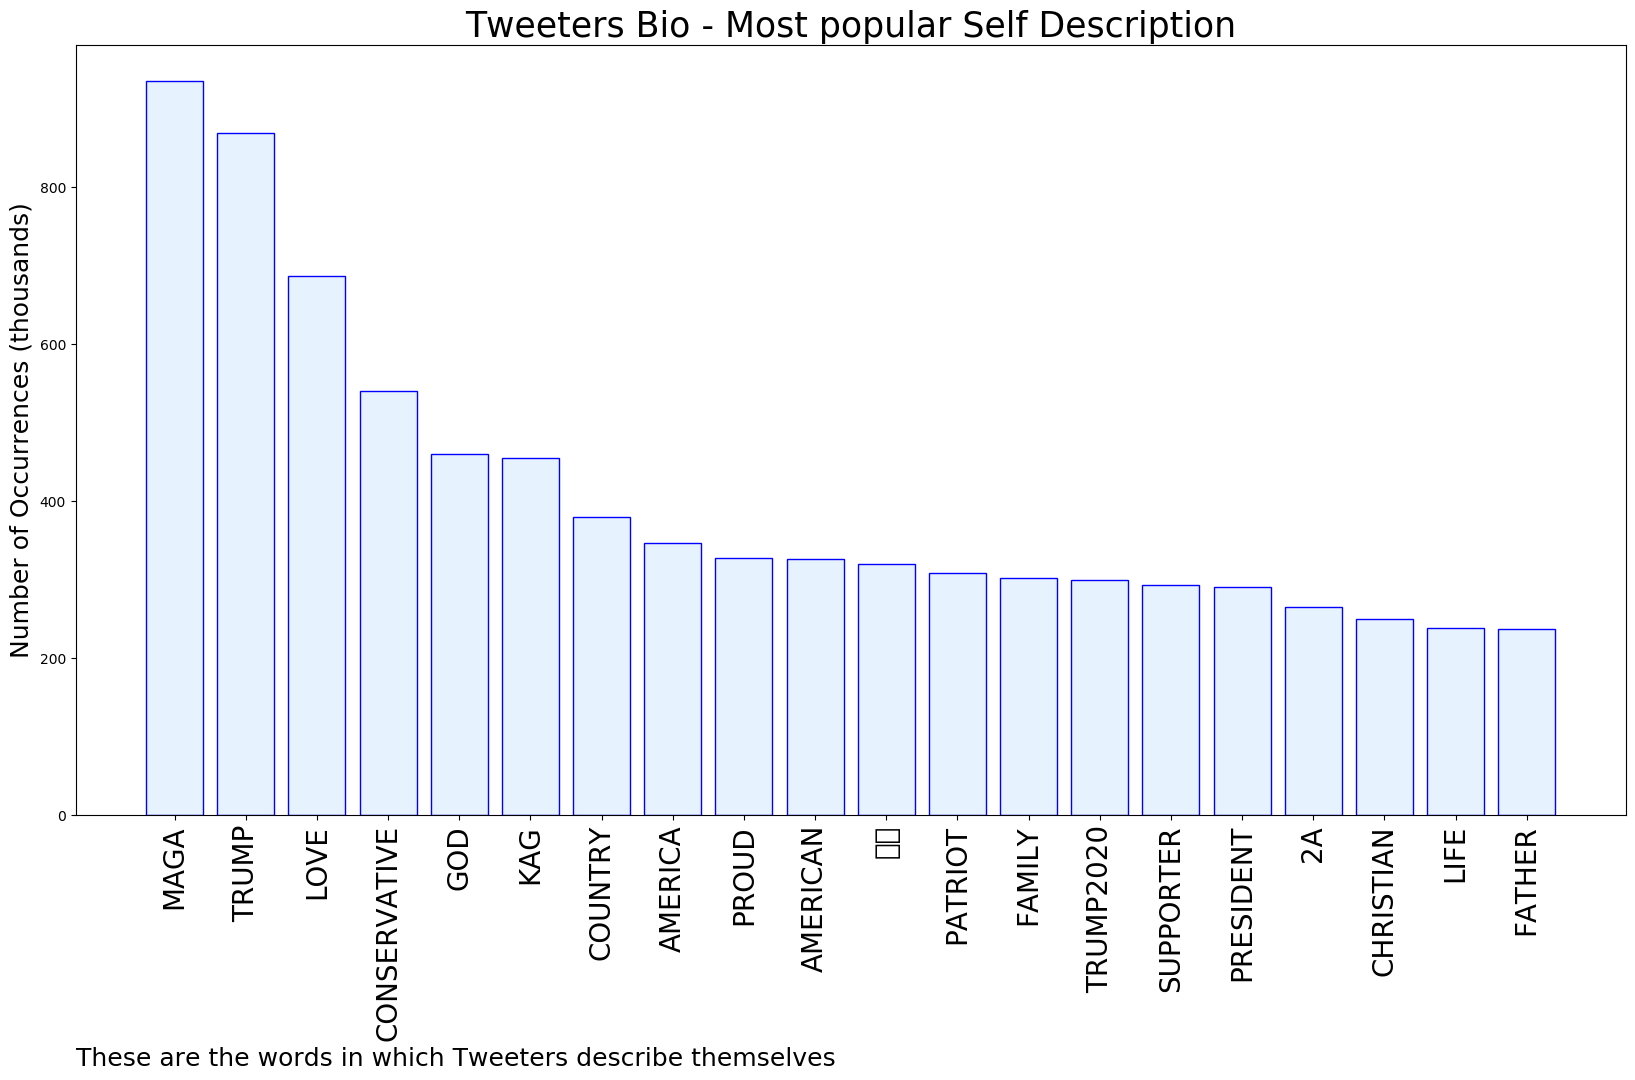 Tweeters Bio - Most popular Self Description
Number of Occurrences (thousands)
800
600
400
200
0
MAGA
TRUMP
LOVE
CONSERVATIVE
GOD
KAG
COUNTRY
AMERICA
PROUD
AMERICAN
PATRIOT
FAMILY
TRUMP2020
SUPPORTER
PRESIDENT
2A
CHRISTIAN
LIFE
FATHER
These are the words in which Tweeters describe themselves